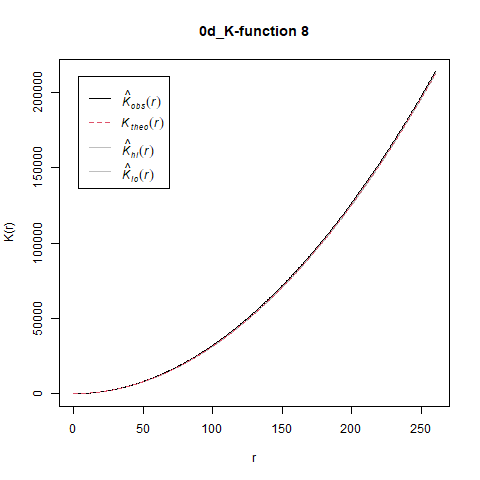 0d_K-function 8
K̂obs(r)
Ktheo(r)
K̂hi(r)
K̂lo(r)
K(r)
200000
150000
100000
50000
0
0 50 100 150 200 250
r